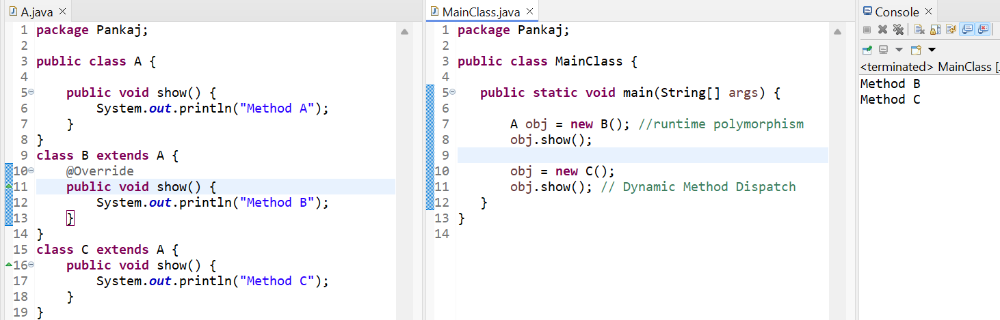 A.java
1 package Pankaj;
2
3 public class A {
4
5 public void show() {
6 System.out.println("Method A");
7 }
8 }
9 class B extends A {
10 @Override
11 public void show() {
12 System.out.println("Method B");
13 }
14 }
15 class C extends A {
16 public void show() {
17 System.out.println("Method C");
18 }
19 }
MainClass.java
1 package Pankaj;
2
3 public class MainClass {
4
5 public static void main(String[] args) {
6
7 A obj = new B(); //runtime polymorphism
8 obj.show();
9
10 obj = new C();
11 obj.show(); // Dynamic Method Dispatch
12 }
13 }
14
Console
<terminated> MainClass [
Method B
Method C